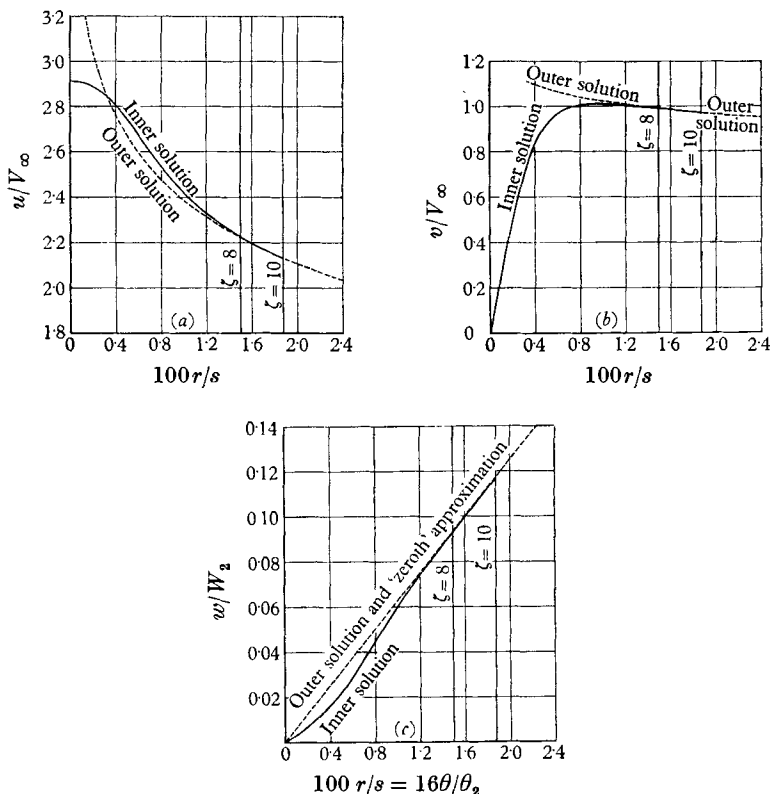 3·2
3·0
2·8
2·6
2·4
2·2
2·0
1·8
u/V∞
Inner solution
Outer solution
ζ = 8
ζ = 10
(a)
0 0·4 0·8 1·2 1·6 2·0 2·4
100 r/s
1·2
1·0
0·8
0·6
0·4
0·2
0
v/V∞
Outer solution
Inner solution
Outer solution
ζ = 8
ζ = 10
(b)
0 0·4 0·8 1·2 1·6 2·0 2·4
100 r/s
0·14
0·12
0·10
0·08
0·06
0·04
0·02
w/W₂
Outer solution and ‘zeroth’ approximation
Inner solution
ζ = 8
ζ = 10
(c)
0 0·4 0·8 1·2 1·6 2·0 2·4
100 r/s = 16θ/θ₂